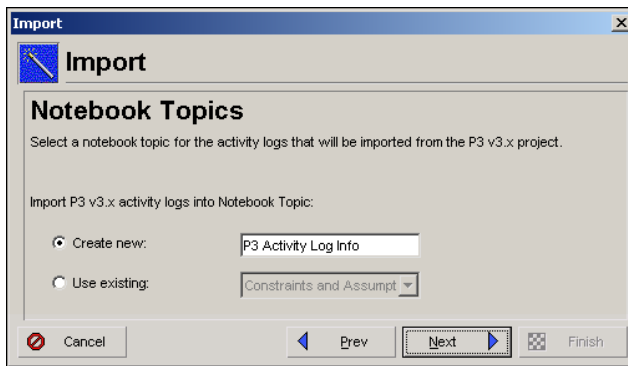 Import
Import
Notebook Topics
Select a notebook topic for the activity logs that will be imported from the P3 v3.x project.
Import P3 v3.x activity logs into Notebook Topic:
Create new: P3 Activity Log Info
Use existing: Constraints and Assumpt
Cancel Prev Next Finish